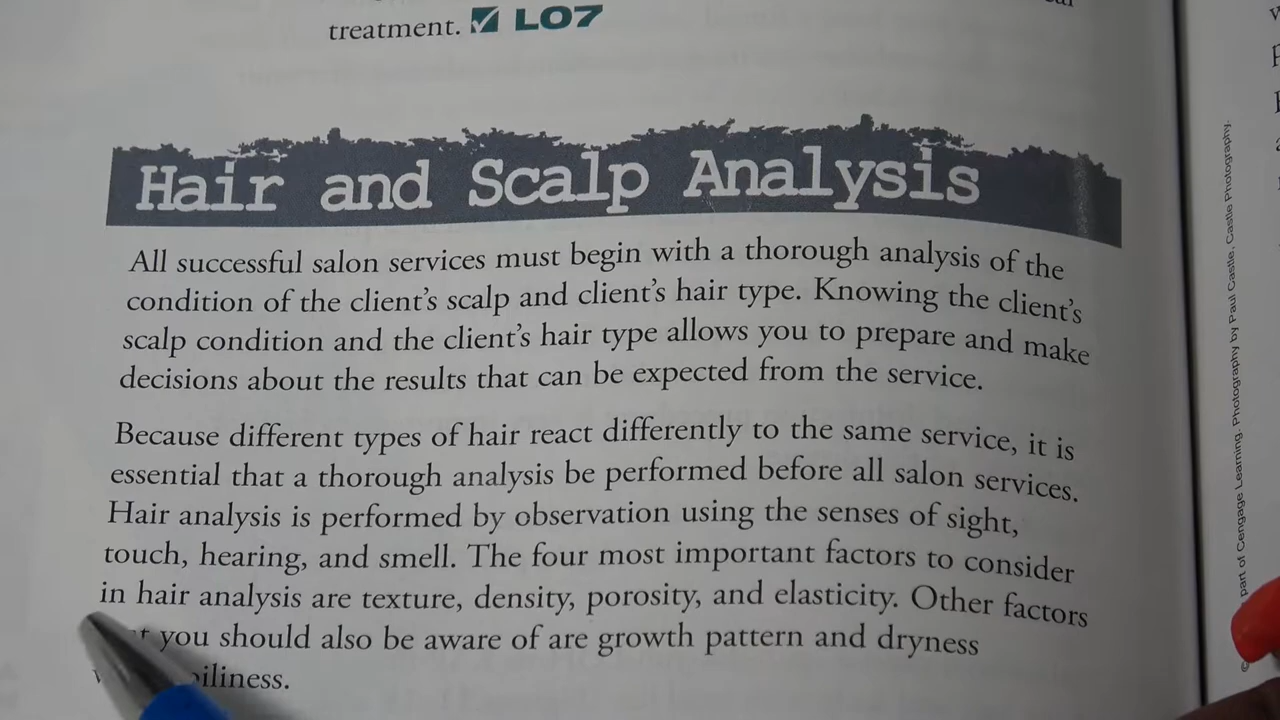 treatment. LO7
Hair and Scalp Analysis
All successful salon services must begin with a thorough analysis of the
condition of the client's scalp and client's hair type. Knowing the client's
scalp condition and the client's hair type allows you to prepare and make
decisions about the results that can be expected from the service.
Because different types of hair react differently to the same service, it is
essential that a thorough analysis be performed before all salon services.
Hair analysis is performed by observation using the senses of sight,
touch, hearing, and smell. The four most important factors to consider
in hair analysis are texture, density, porosity, and elasticity. Other factors
you should also be aware of are growth pattern and dryness
part of Cengage Learning. Photography by Paul Castle, Castle Photography.